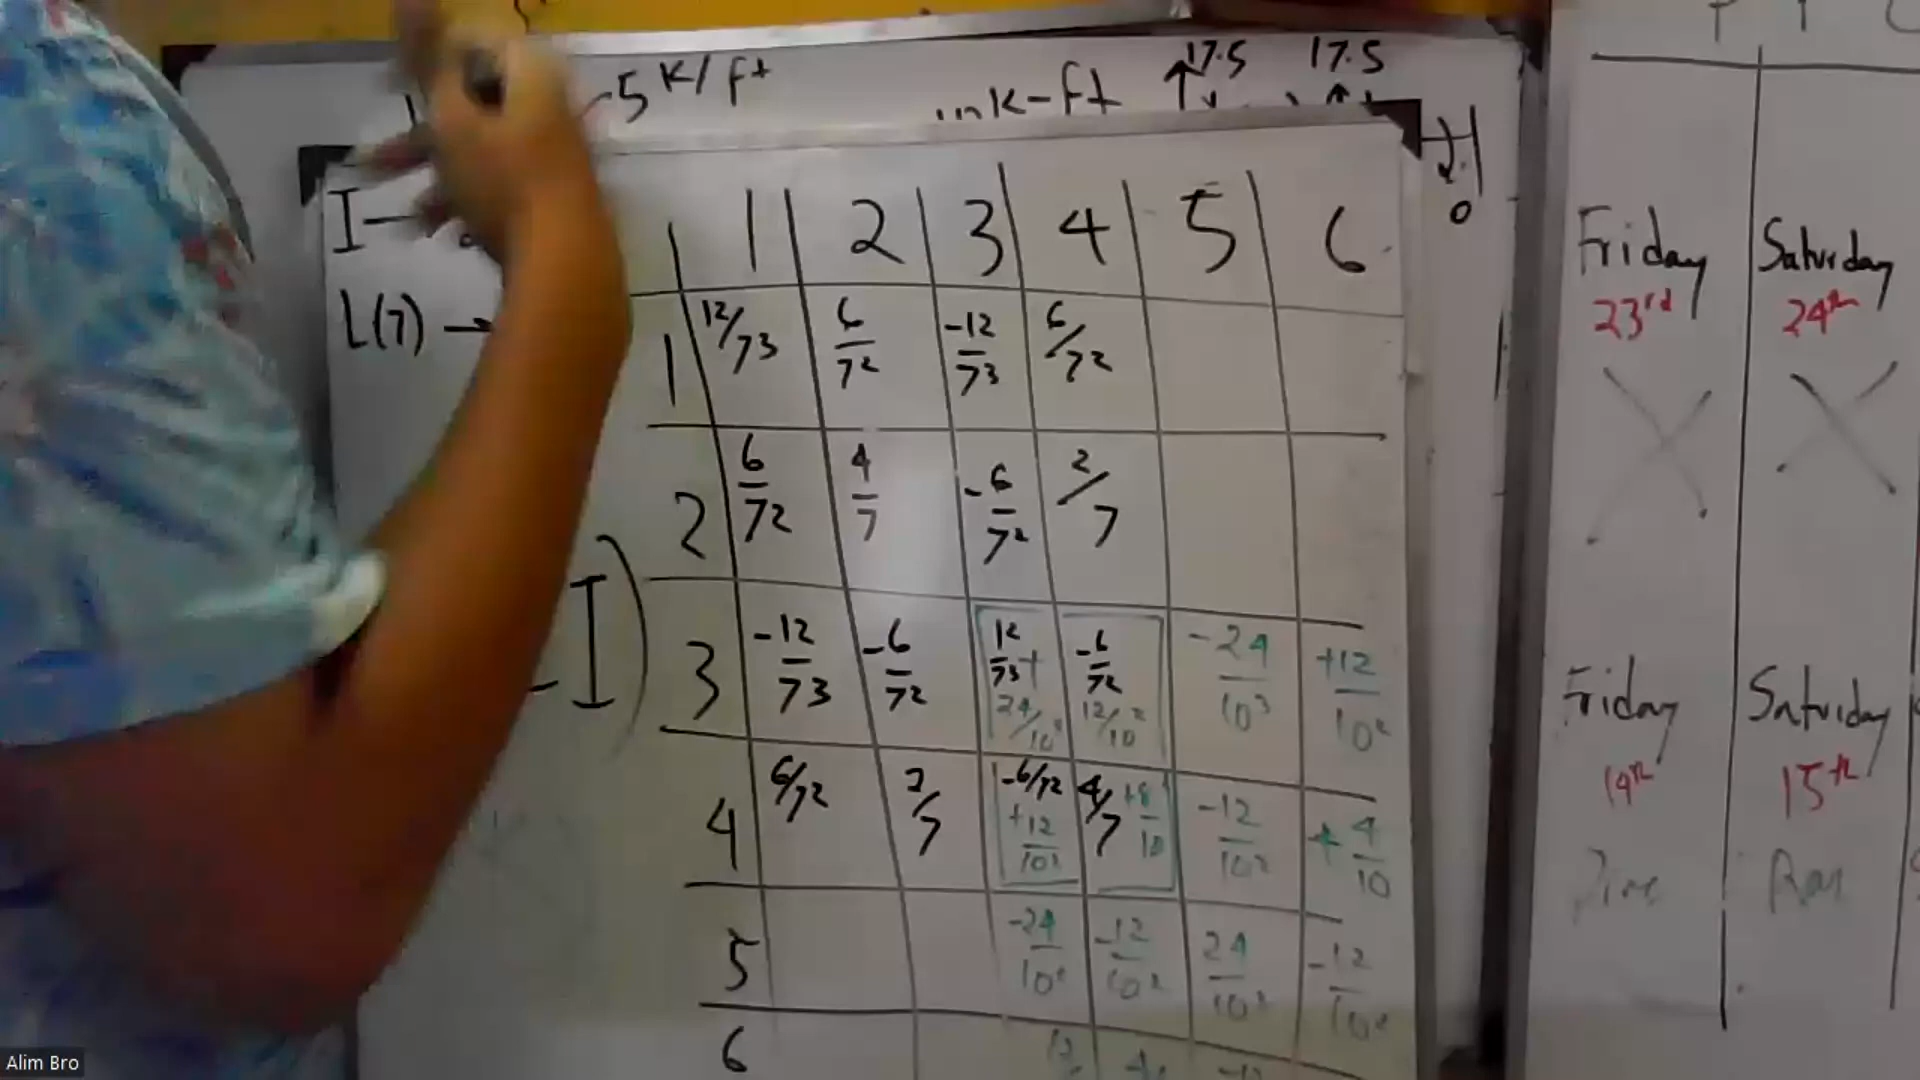 5 k/ft
k-ft ↑17.5 17.5
0
I
L(7) →
I)
1 2 3 4 5 6
1 12/7³ 6/7² -12/7³ 6/7²
2 6/7² 4/7 -6/7² 2/7
3 -12/7³ -6/7² 12/7³+ 24/10³ -6/7² 12/10² -24/10³ +12/10²
4 6/7² 2/7 -6/7² +12/10² 4/7 +8/10 -12/10² +4/10
5 -24/10³ -12/10² 24/10³ -12/10²
6
Friday Saturday
23rd 24th
Friday Saturday
14th 15th
Alim Bro